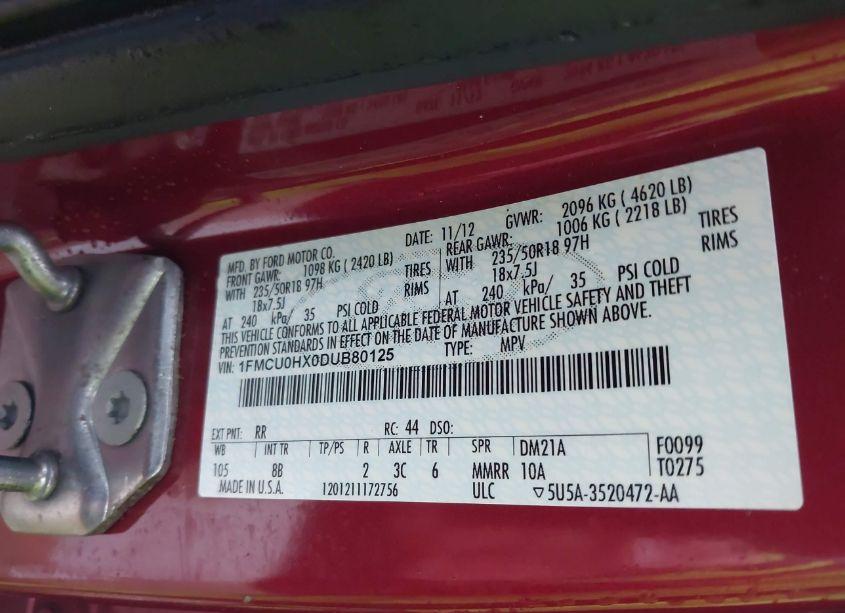 MFD. BY FORD MOTOR CO. DATE: 11/12 GVWR: 2096 KG ( 4620 LB)
FRONT GAWR: 1098 KG ( 2420 LB) REAR GAWR: 1006 KG ( 2218 LB)
WITH 235/50R18 97H TIRES WITH 235/50R18 97H TIRES
18x7.5J RIMS 18x7.5J RIMS
AT 240 kPa/ 35 PSI COLD AT 240 kPa/ 35 PSI COLD
THIS VEHICLE CONFORMS TO ALL APPLICABLE FEDERAL MOTOR VEHICLE SAFETY AND THEFT
PREVENTION STANDARDS IN EFFECT ON THE DATE OF MANUFACTURE SHOWN ABOVE.
VIN: 1FMCU0HX0DUB80125 TYPE: MPV
EXT PNT: RR RC: 44 DSO:
WB INT TR TP/PS R AXLE TR SPR DM21A F0099
105 8B 2 3C 6 MMRR 10A T0275
MADE IN U.S.A. 1201211172756 ULC ▽5U5A-3520472-AA